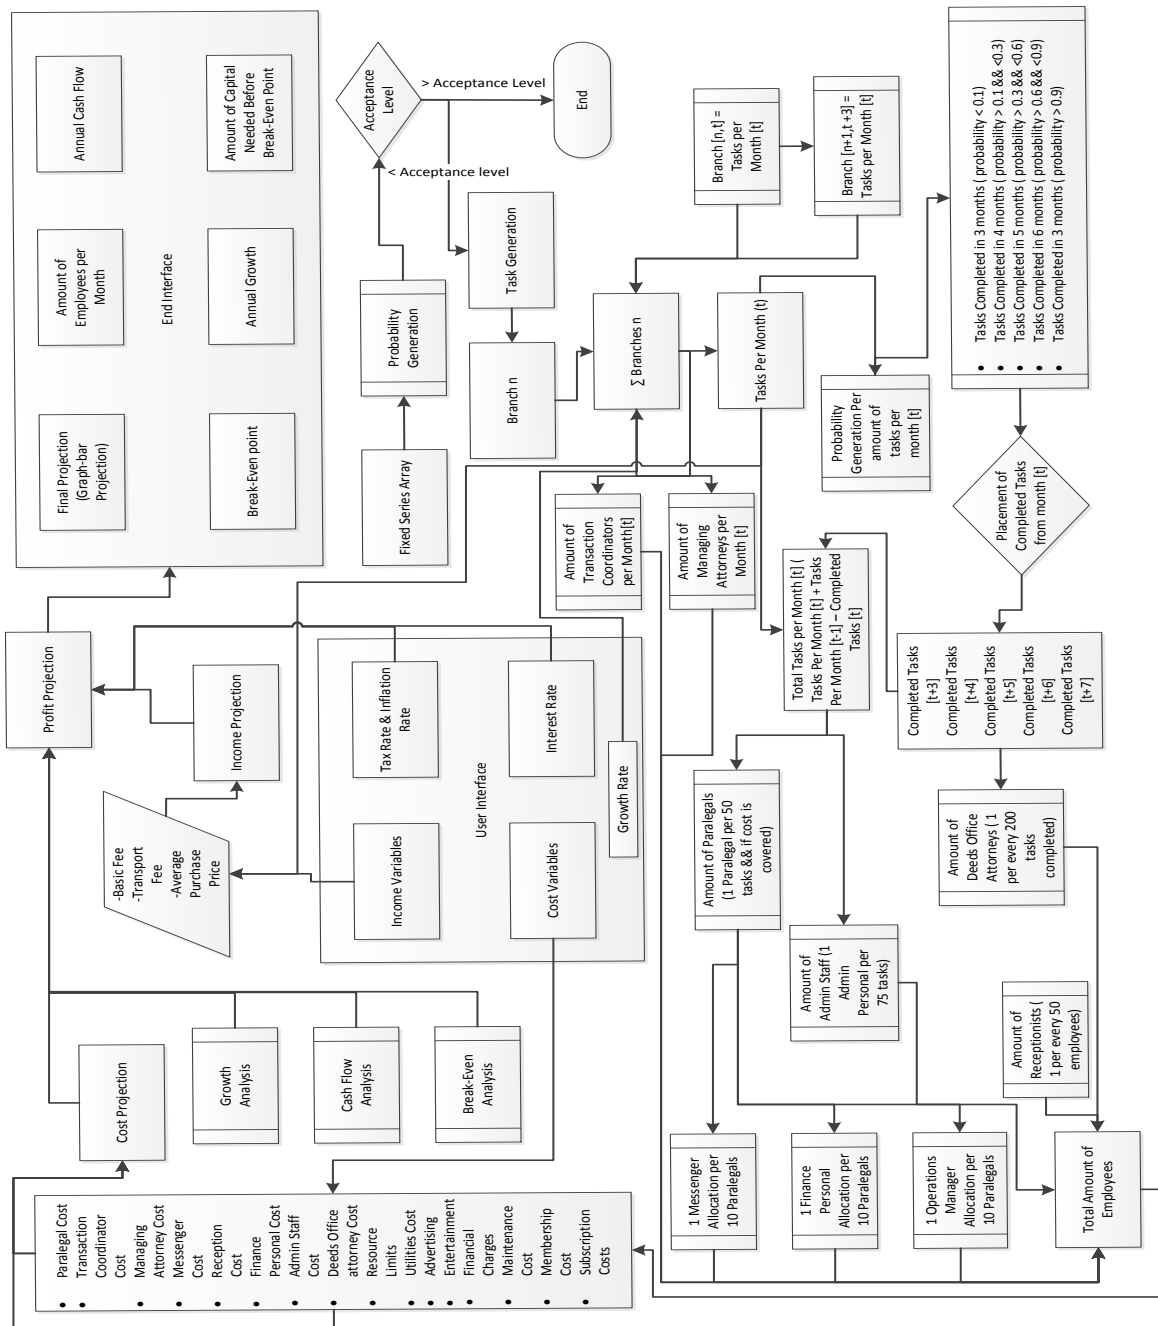 Annual Cash Flow
Amount of Capital
Needed Before
Break-Even Point
Amount of
Employees per
Month
End Interface
Annual Growth
Final Projection
(Graph-bar
Projection)
Break-Even point
Acceptance
Level
> Acceptance Level
< Acceptance level
End
Probability
Generation
Fixed Series Array
Task Generation
Branch n
∑ Branches n
Branch [n,t] =
Tasks per
Month [t]
Branch [n+1,t +3] =
Tasks per Month [t]
Tasks Per Month (t)
Probability
Generation Per
amount of
tasks per
month [t]
• Tasks Completed in 3 months ( probability < 0.1)
• Tasks Completed in 4 months ( probability > 0.1 && <0.3)
• Tasks Completed in 5 months ( probability > 0.3 && <0.6)
• Tasks Completed in 6 months ( probability > 0.6 && <0.9)
• Tasks Completed in 3 months ( probability > 0.9)
Placement of
Completed Tasks
from month [t]
Amount of
Transaction
Coordinators
per Month[t]
Amount of
Managing
Attorneys per
Month [t]
Total Tasks per Month [t] (
Tasks Per Month [t] + Tasks
Per Month [t-1] – Completed
Tasks [t]
Completed Tasks
[t+3]
Completed Tasks
[t+4]
Completed Tasks
[t+5]
Completed Tasks
[t+6]
Completed Tasks
[t+7]
Profit Projection
Income Projection
-Basic Fee
-Transport
Fee
-Average
Purchase
Price
Tax Rate & Inflation
Rate
Interest Rate
User Interface
Income Variables
Cost Variables
Growth Rate
Amount of Paralegals
(1 Paralegal per 50
tasks && if cost is
covered)
Amount of
Admin Staff (1
Admin
Personal per
75 tasks)
Amount of
Deeds Office
Attorneys ( 1
per every 200
tasks
completed)
Amount of
Receptionists (
1 per every 50
employees)
Cost Projection
Growth
Analysis
Cash Flow
Analysis
Break-Even
Analysis
1 Messenger
Allocation per
10 Paralegals
1 Finance
Personal
Allocation per
10 Paralegals
1 Operations
Manager
Allocation per
10 Paralegals
Total Amount of
Employees
• Paralegal Cost
• Transaction
Coordinator
Cost
• Managing
Attorney Cost
• Messenger
Cost
• Reception
Cost
• Finance
Personal Cost
• Admin Staff
Cost
• Deeds Office
attorney Cost
• Resource
Limits
• Utilities Cost
• Advertising
• Entertainment
• Financial
Charges
• Maintenance
Cost
• Membership
Cost
• Subscription
Costs